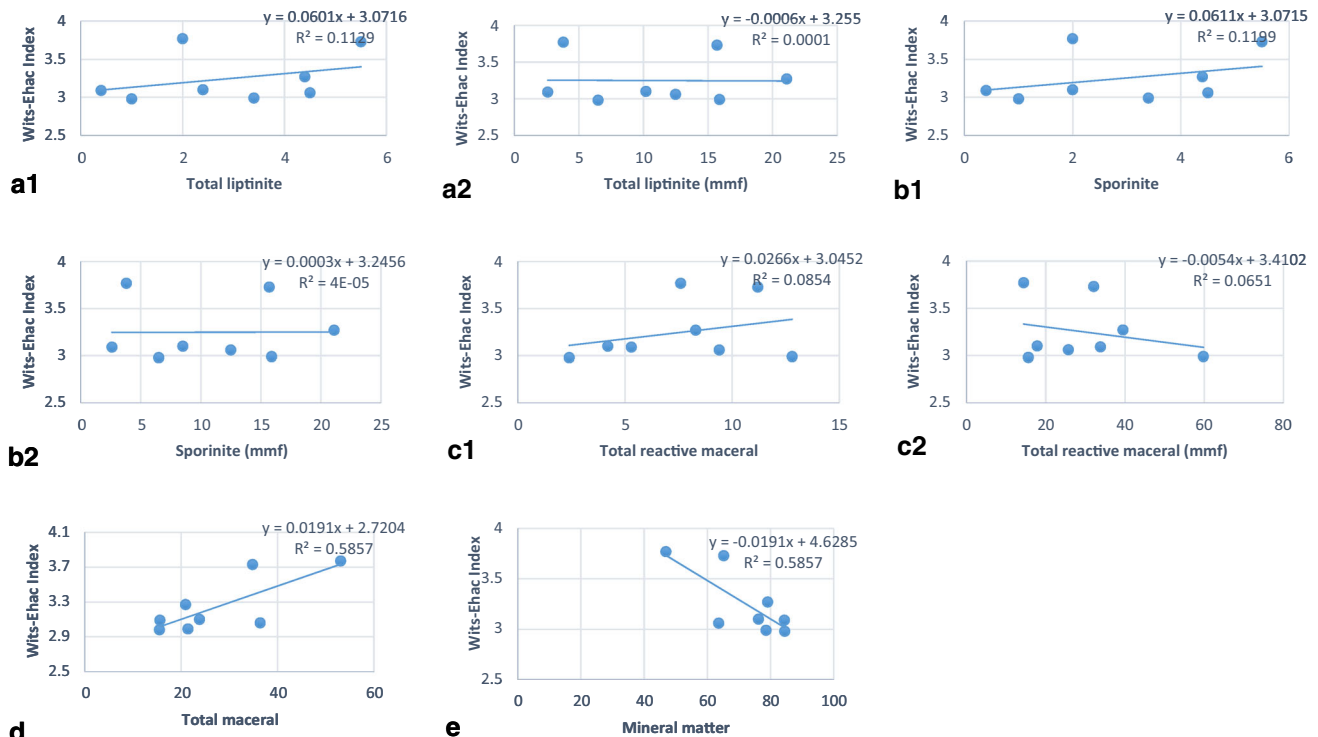 y = 0.0601x + 3.0716
R² = 0.1129
Wits-Ehac Index
4
3.5
3
2.5
0 2 4 6
Total liptinite
a1
y = -0.0006x + 3.255
R² = 0.0001
Wits-Ehac Index
4
3.5
3
2.5
0 5 10 15 20 25
Total liptinite (mmf)
a2
y = 0.0611x + 3.0715
R² = 0.1199
Wits-Ehac Index
4
3.5
3
2.5
0 2 4 6
Sporinite
b1
y = 0.0003x + 3.2456
R² = 4E-05
Wits-Ehac Index
4
3.5
3
2.5
0 5 10 15 20 25
Sporinite (mmf)
b2
y = 0.0266x + 3.0452
R² = 0.0854
Wits-Ehac Index
4
3.5
3
2.5
0 5 10 15
Total reactive maceral
c1
y = -0.0054x + 3.4102
R² = 0.0651
Wits-Ehac Index
4
3.5
3
2.5
0 20 40 60 80
Total reactive maceral (mmf)
c2
y = 0.0191x + 2.7204
R² = 0.5857
Wits-Ehac Index
4.1
3.7
3.3
2.9
2.5
0 20 40 60
Total maceral
d
y = -0.0191x + 4.6285
R² = 0.5857
Wits-Ehac Index
4
3.5
3
2.5
0 20 40 60 80 100
Mineral matter
e